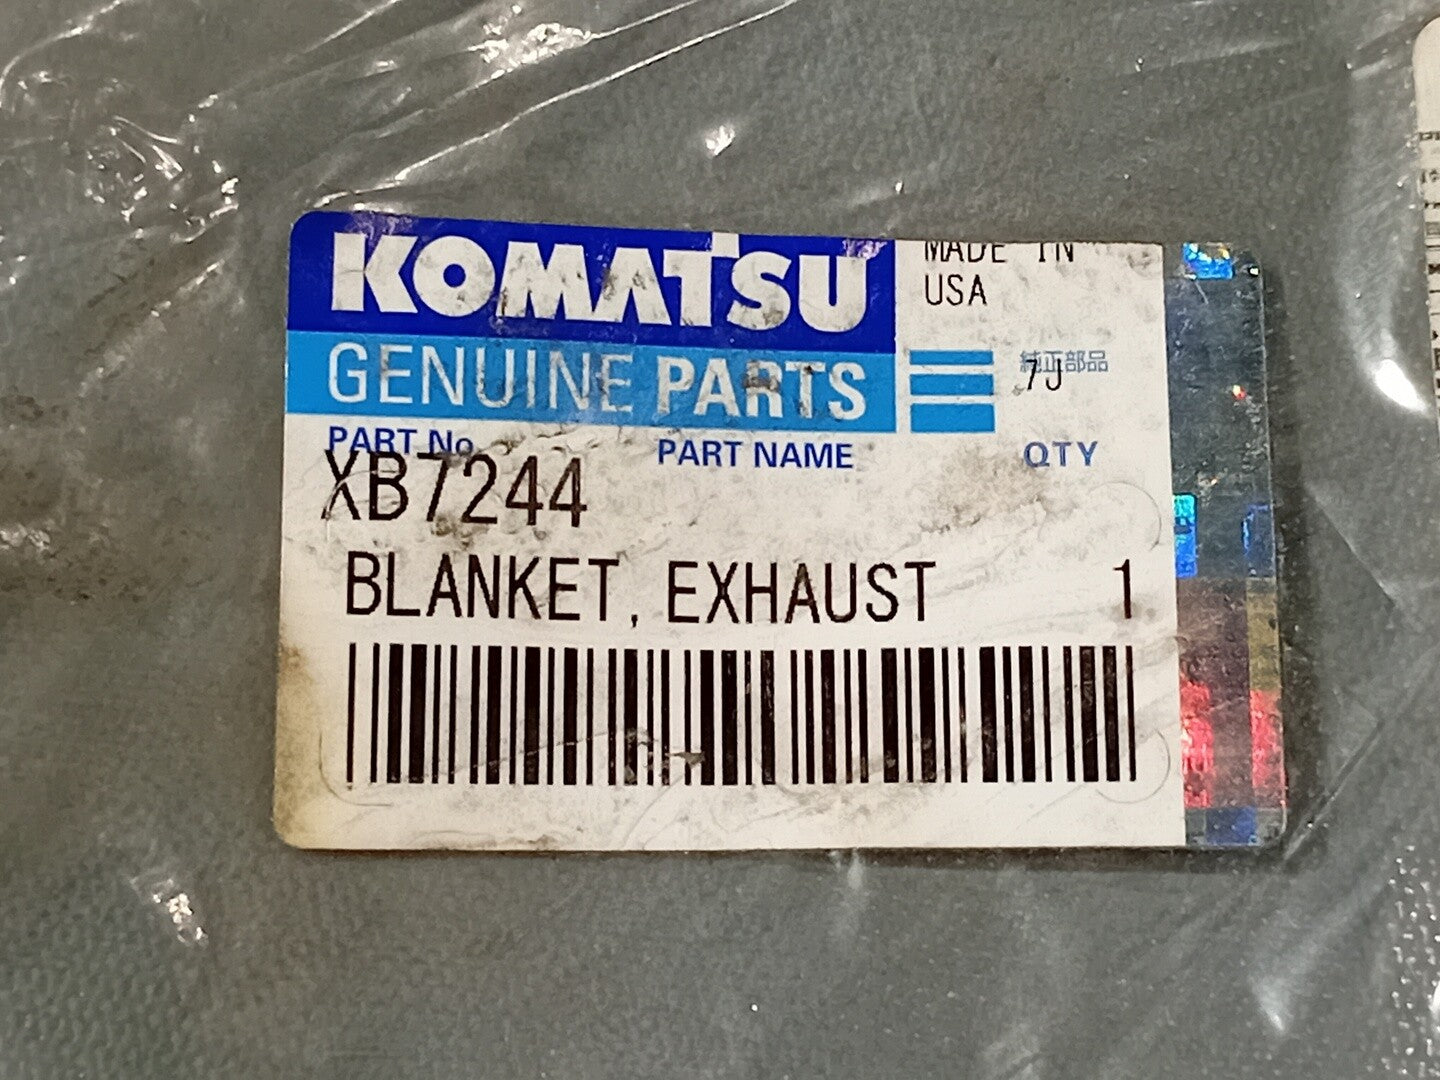 KOMATSU
MADE IN
USA
GENUINE PARTS
純正部品
7J
PART No.
PART NAME
QTY
XB7244
BLANKET, EXHAUST
1